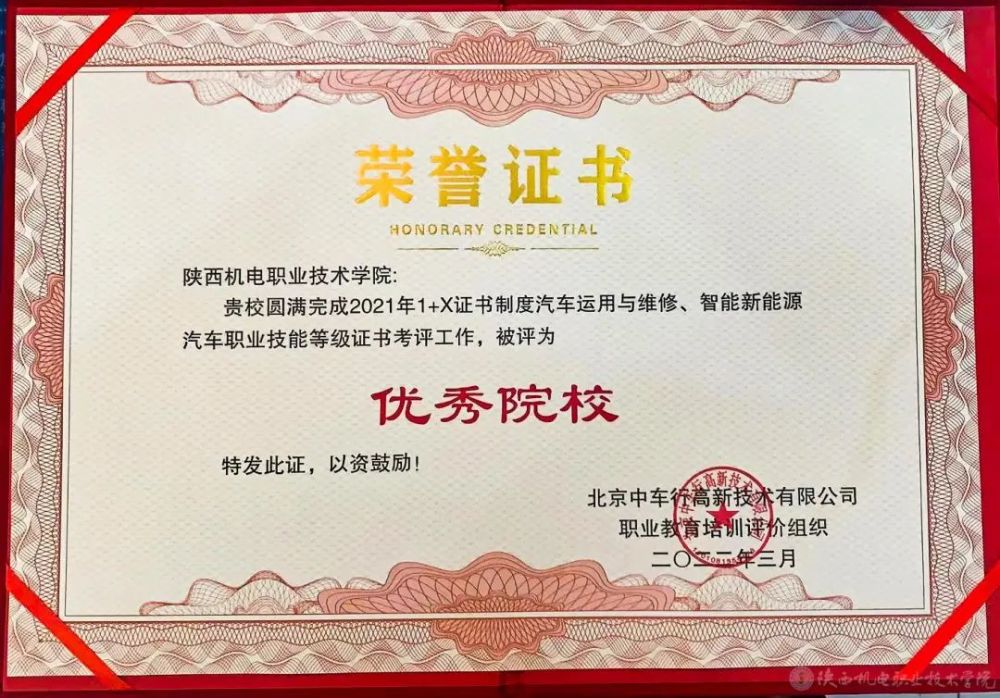 荣誉证书
HONORARY CREDENTIAL
陕西机电职业技术学院:
贵校圆满完成2021年1+X证书制度汽车运用与维修、智能新能源
汽车职业技能等级证书考评工作，被评为
优秀院校
特发此证，以资鼓励！
北京中车行高新技术有限公司
职业教育培训评价组织
二〇二二年三月
陕西机电职业技术学院